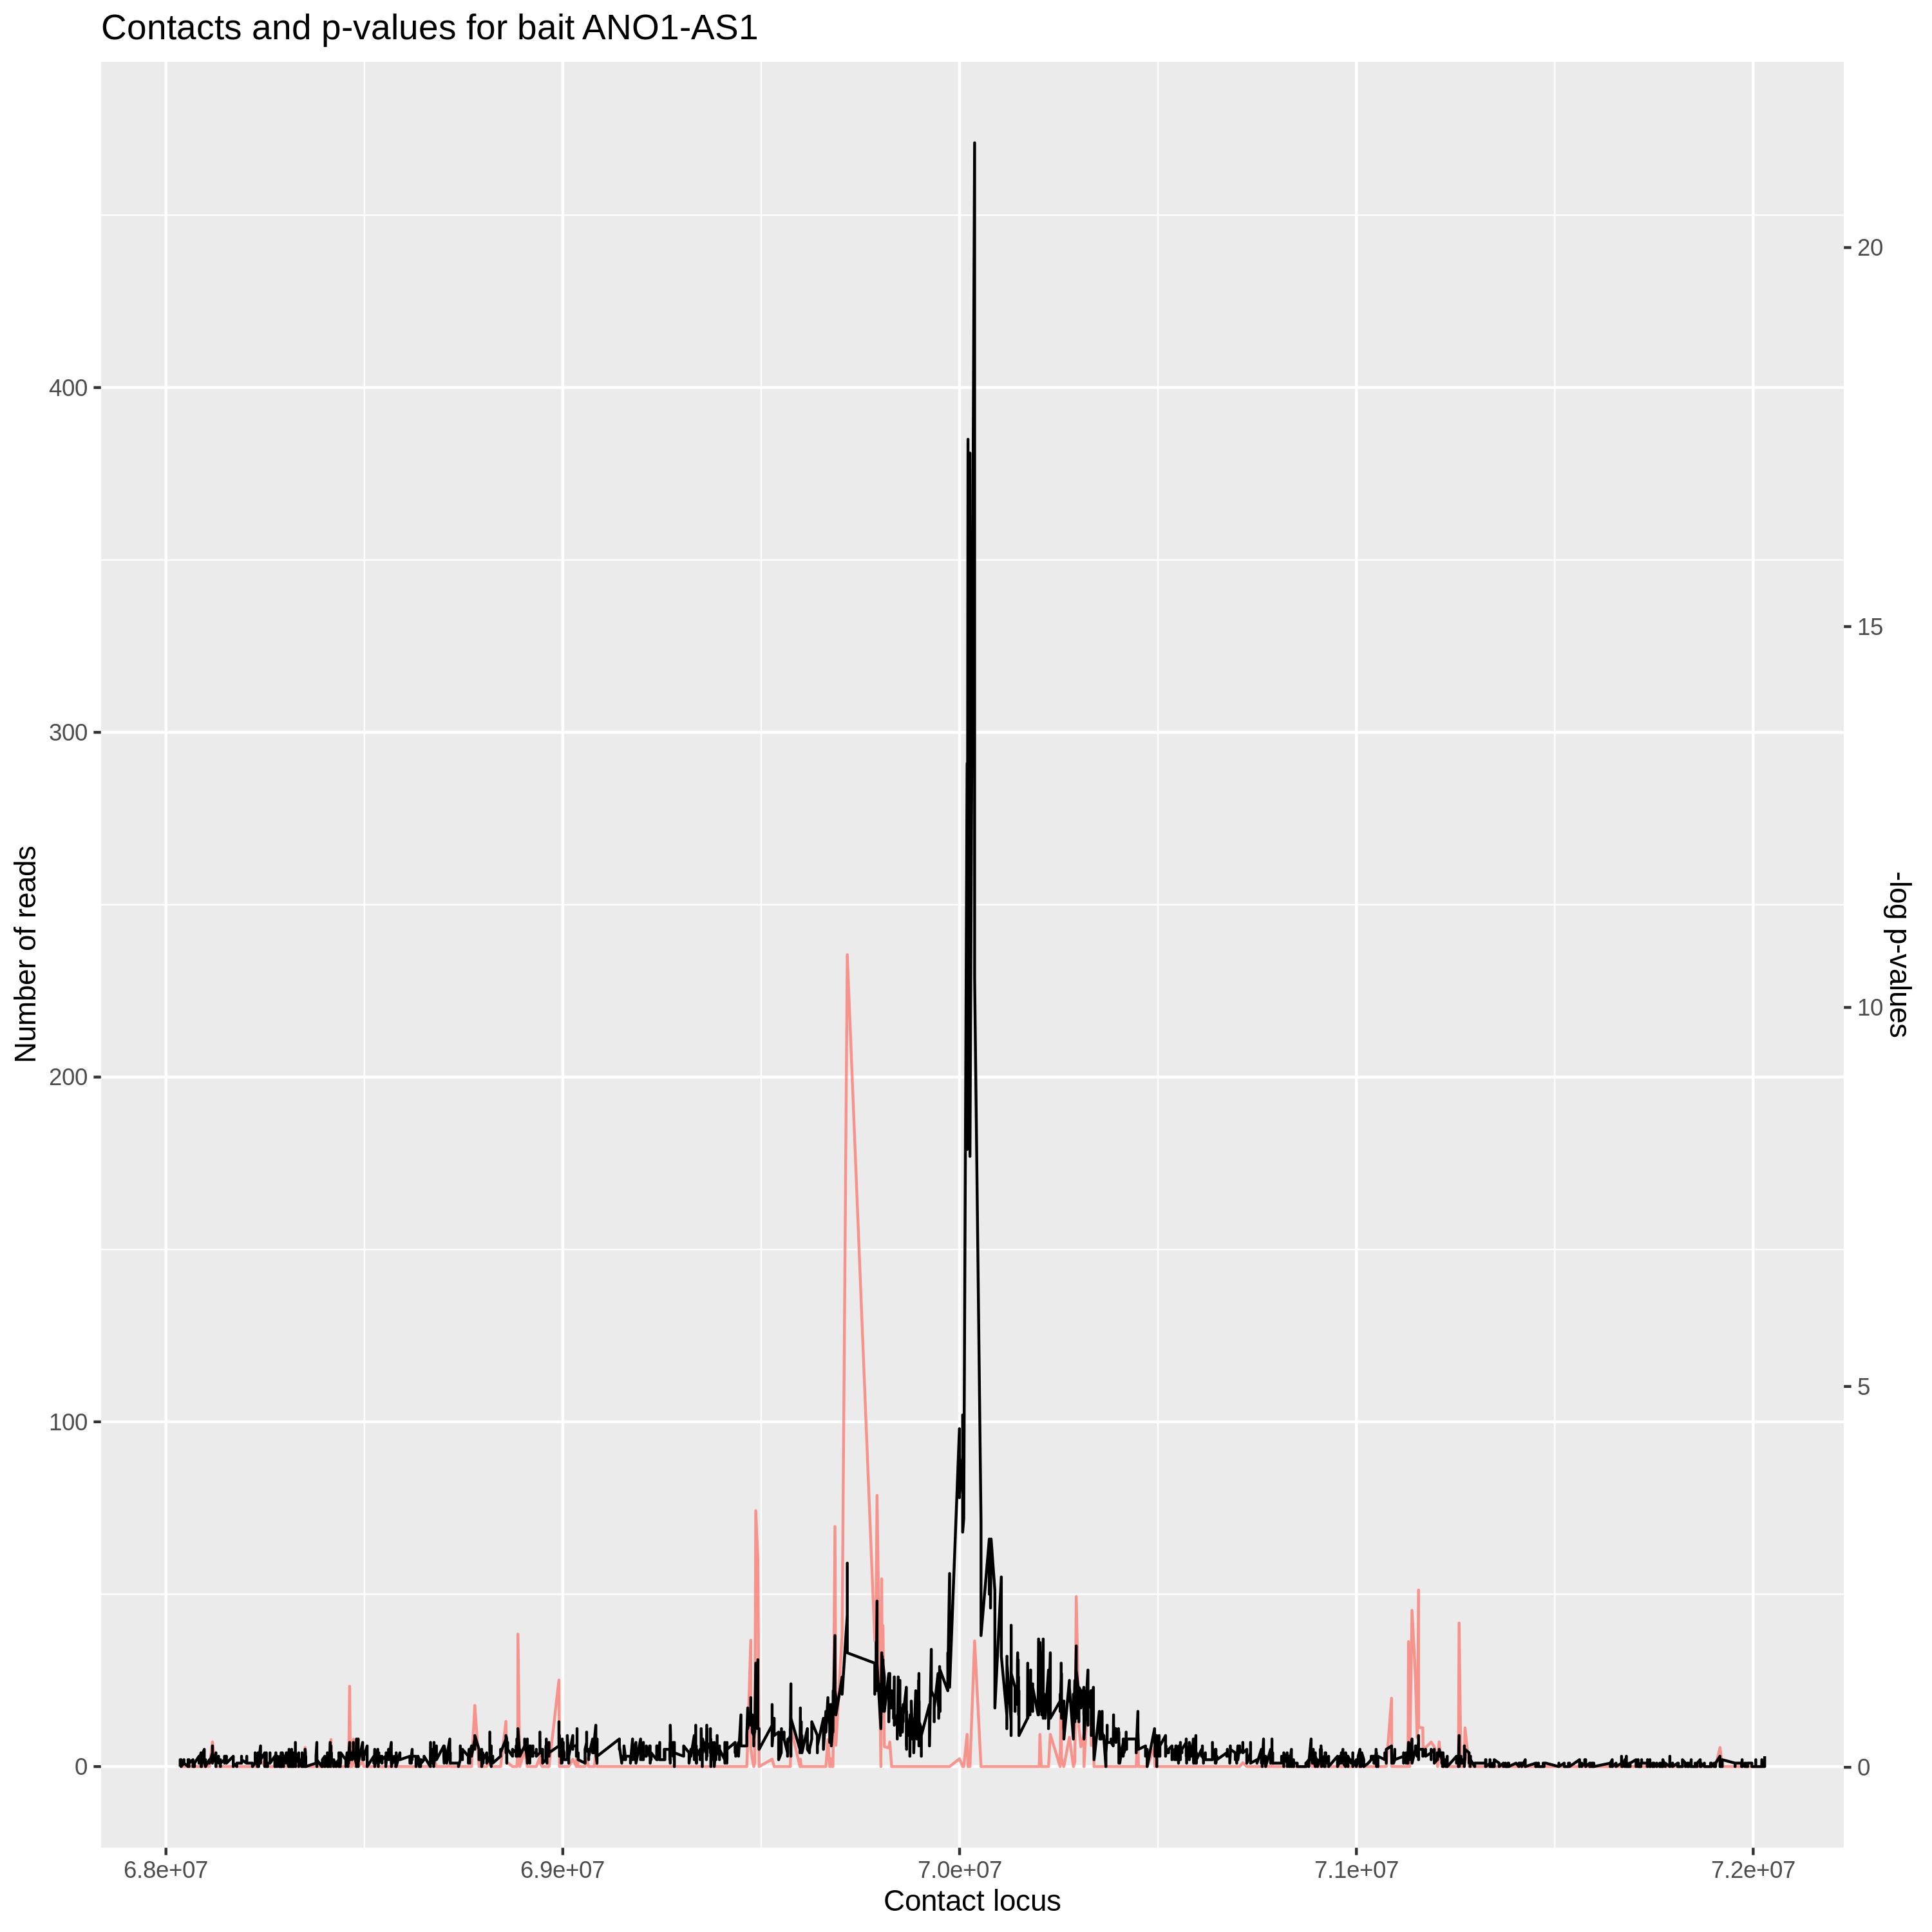 Contacts and p-values for bait ANO1-AS1
Number of reads
400
300
200
100
0
20
15
10
5
0
-log p-values
6.8e+07 6.9e+07 7.0e+07 7.1e+07 7.2e+07
Contact locus